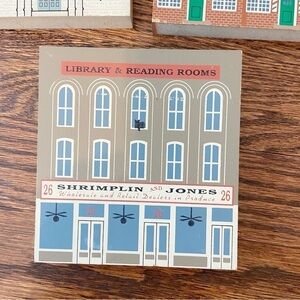 LIBRARY & READING ROOMS
26 SHRIMPLIN AND JONES 26
Wholesale and Retail Dealers in Produce